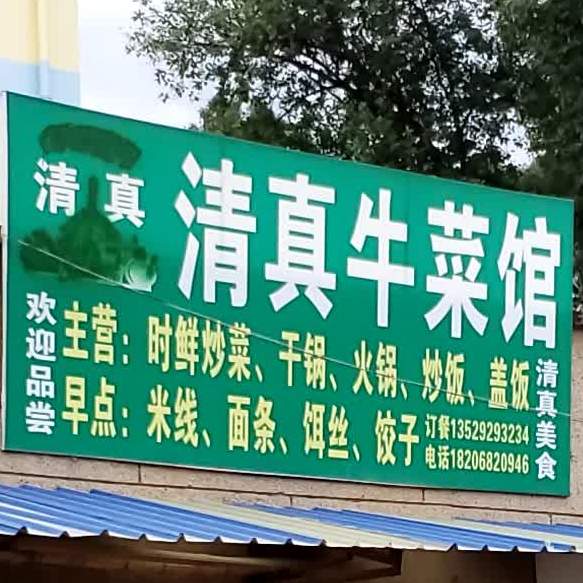 清真
清真牛菜馆
欢迎品尝
主营：时鲜炒菜、干锅、火锅、炒饭、盖饭
早点：米线、面条、饵丝、饺子
订餐13529293234
电话18206820946
清真美食